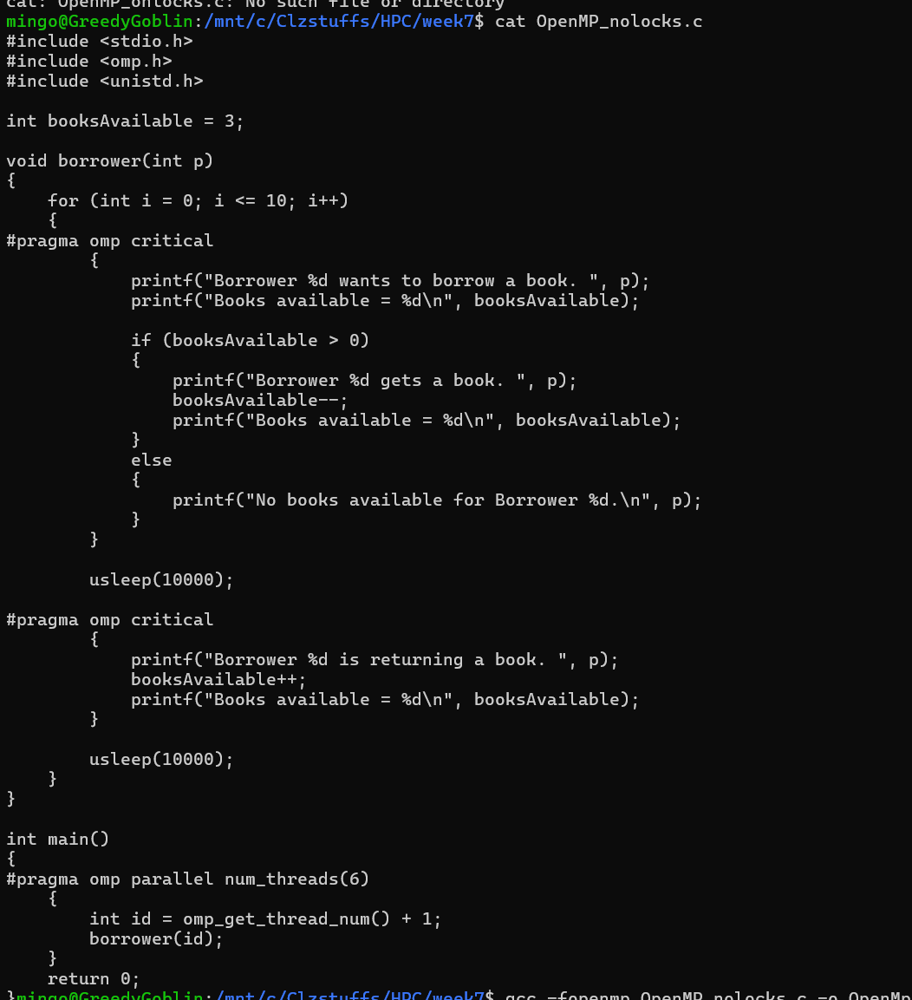 cat: OpenMP_onlocks.c: No such file or directory
mingo@GreedyGoblin:/mnt/c/Clzstuffs/HPC/week7$ cat OpenMP_nolocks.c
#include <stdio.h>
#include <omp.h>
#include <unistd.h>

int booksAvailable = 3;

void borrower(int p)
{
    for (int i = 0; i <= 10; i++)
    {
#pragma omp critical
        {
            printf("Borrower %d wants to borrow a book. ", p);
            printf("Books available = %d\n", booksAvailable);

            if (booksAvailable > 0)
            {
                printf("Borrower %d gets a book. ", p);
                booksAvailable--;
                printf("Books available = %d\n", booksAvailable);
            }
            else
            {
                printf("No books available for Borrower %d.\n", p);
            }
        }

        usleep(10000);

#pragma omp critical
        {
            printf("Borrower %d is returning a book. ", p);
            booksAvailable++;
            printf("Books available = %d\n", booksAvailable);
        }

        usleep(10000);
    }
}

int main()
{
#pragma omp parallel num_threads(6)
    {
        int id = omp_get_thread_num() + 1;
        borrower(id);
    }
    return 0;
}mingo@GreedyGoblin:/mnt/c/Clzstuffs/HPC/week7$ gcc -fopenmp OpenMP_nolocks.c -o OpenMp